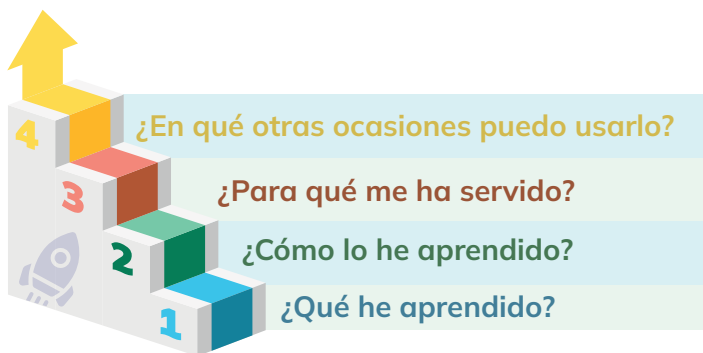 4 ¿En qué otras ocasiones puedo usarlo?
3 ¿Para qué me ha servido?
2 ¿Cómo lo he aprendido?
1 ¿Qué he aprendido?